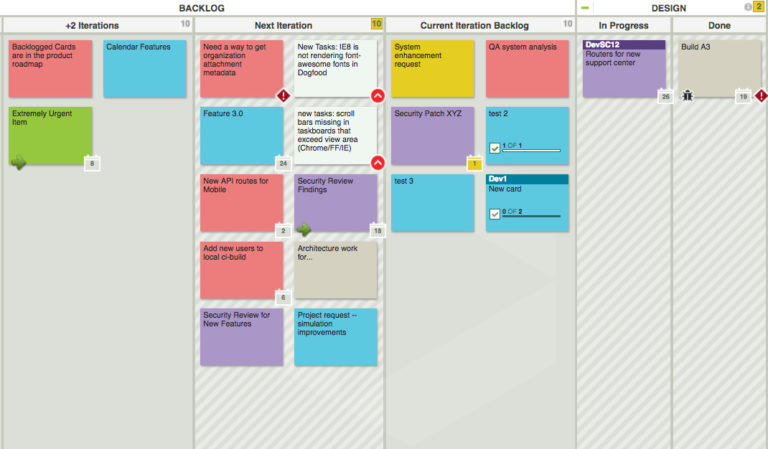 BACKLOG
DESIGN
2
+2 Iterations
10
Next Iteration
10
Current Iteration Backlog
10
In Progress
Done
Backlogged Cards
are in the product
roadmap
Calendar Features
Extremely Urgent
Item
8
Need a way to get
organization
attachment
metadata
New Tasks: IE8 is
not rendering font-
awesome fonts in
Dogfood
Feature 3.0
24
new tasks: scroll
bars missing in
taskboards that
exceed view area
(Chrome/FF/IE)
New API routes for
Mobile
2
Security Review
Findings
18
Add new users to
local ci-build
6
Architecture work
for...
Security Review for
New Features
Project request --
simulation
improvements
System
enhancement
request
QA system analysis
Security Patch XYZ
1
test 2
1 OF 1
test 3
Dev1
New card
0 OF 2
DevSC12
Routers for new
support center
25
Build A3
19